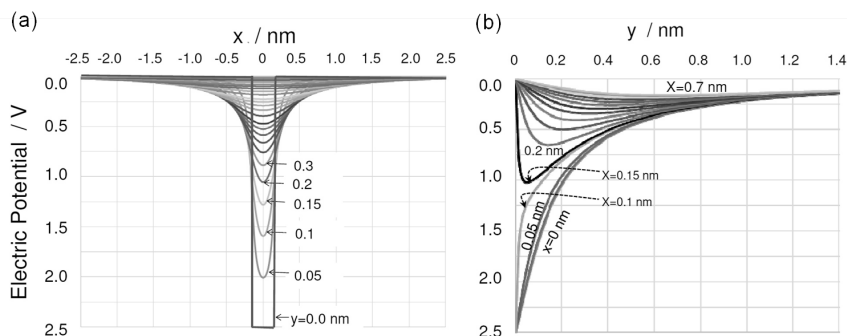 (a)
x . / nm
-2.5 -2.0 -1.5 -1.0 -0.5 0.0 0.5 1.0 1.5 2.0 2.5
Electric Potential / V
0.0
0.5
1.0
1.5
2.0
2.5
0.3
0.2
0.15
0.1
0.05
y=0.0 nm
(b)
y / nm
0 0.2 0.4 0.6 0.8 1.0 1.2 1.4
0.0
0.5
1.0
1.5
2.0
2.5
X=0.7 nm
0.2 nm
X=0.15 nm
X=0.1 nm
0.05 nm
x=0 nm